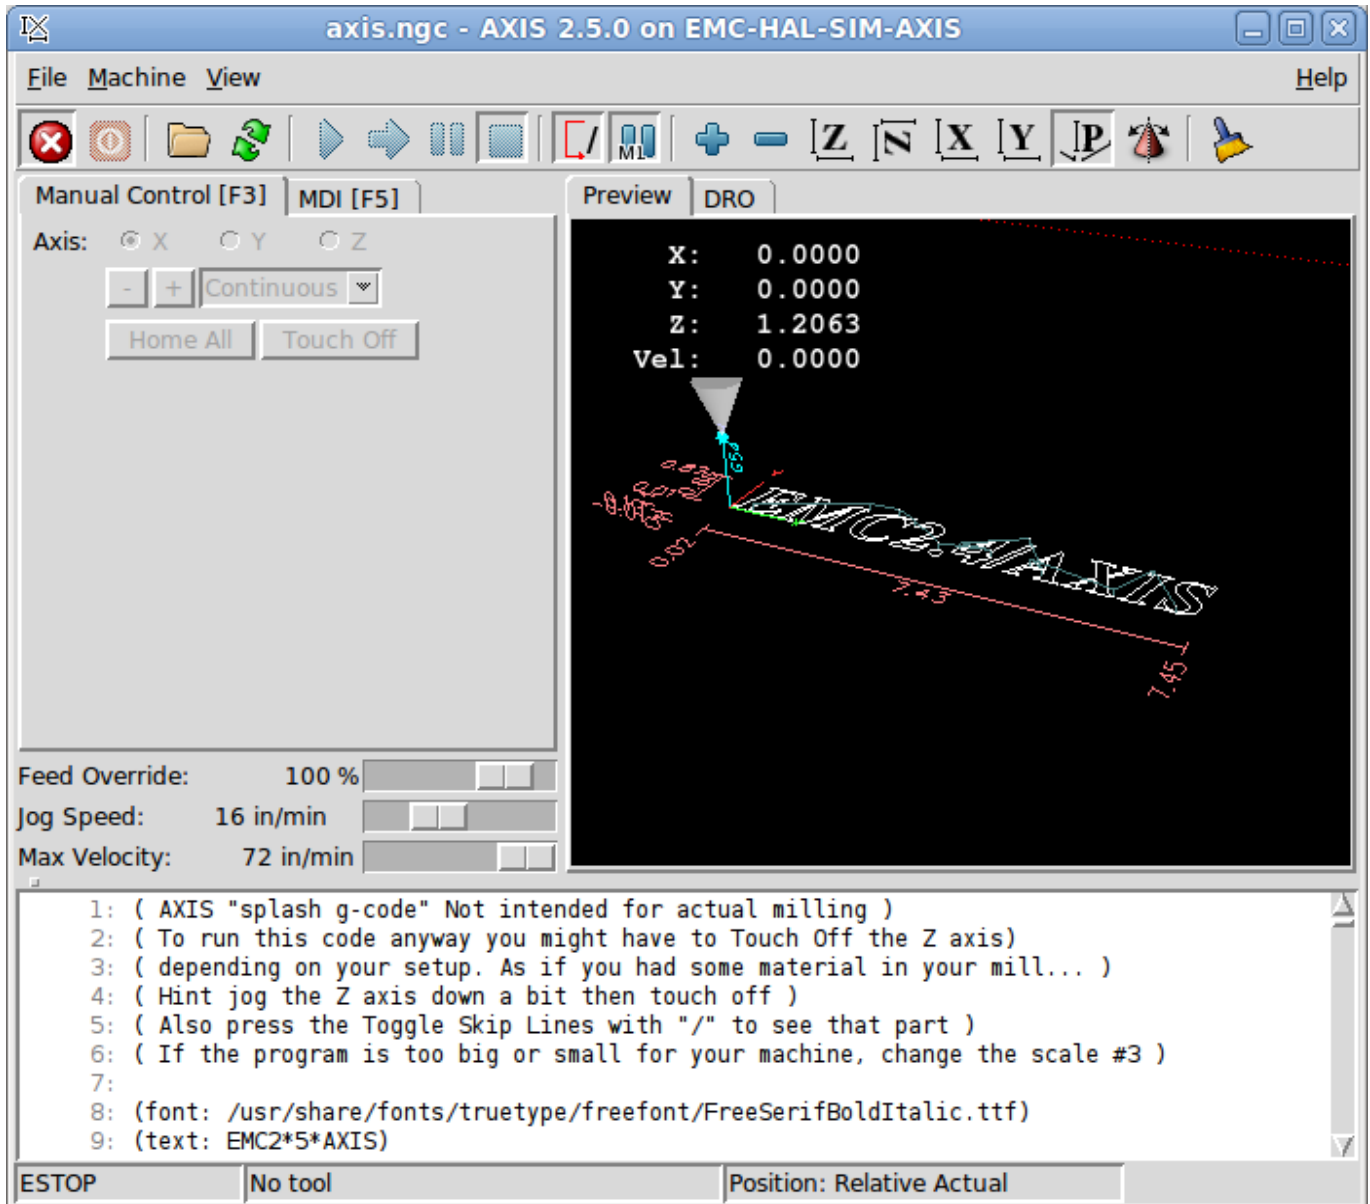 axis.ngc - AXIS 2.5.0 on EMC-HAL-SIM-AXIS
File Machine View Help
M1 Z N X Y P
Manual Control [F3] MDI [F5]
Preview DRO
Axis: X Y Z
- + Continuous
Home All Touch Off
X: 0.0000
Y: 0.0000
Z: 1.2063
Vel: 0.0000
G54
EMC2.4/AXIS
0.02
7.43
7.45
Feed Override: 100 %
Jog Speed: 16 in/min
Max Velocity: 72 in/min
1: ( AXIS "splash g-code" Not intended for actual milling )
2: ( To run this code anyway you might have to Touch Off the Z axis)
3: ( depending on your setup. As if you had some material in your mill... )
4: ( Hint jog the Z axis down a bit then touch off )
5: ( Also press the Toggle Skip Lines with "/" to see that part )
6: ( If the program is too big or small for your machine, change the scale #3 )
7:
8: (font: /usr/share/fonts/truetype/freefont/FreeSerifBoldItalic.ttf)
9: (text: EMC2*5*AXIS)
ESTOP No tool Position: Relative Actual